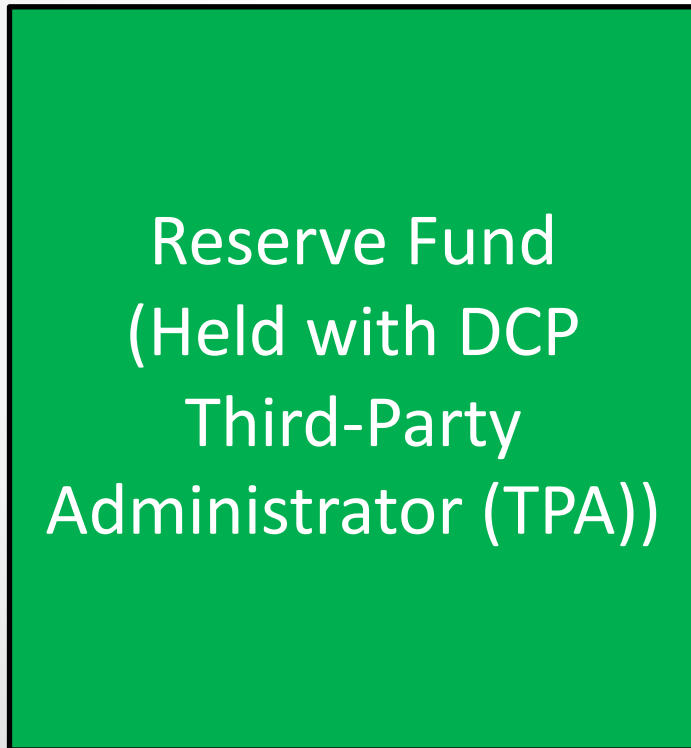 Reserve Fund
(Held with DCP
Third-Party
Administrator (TPA))